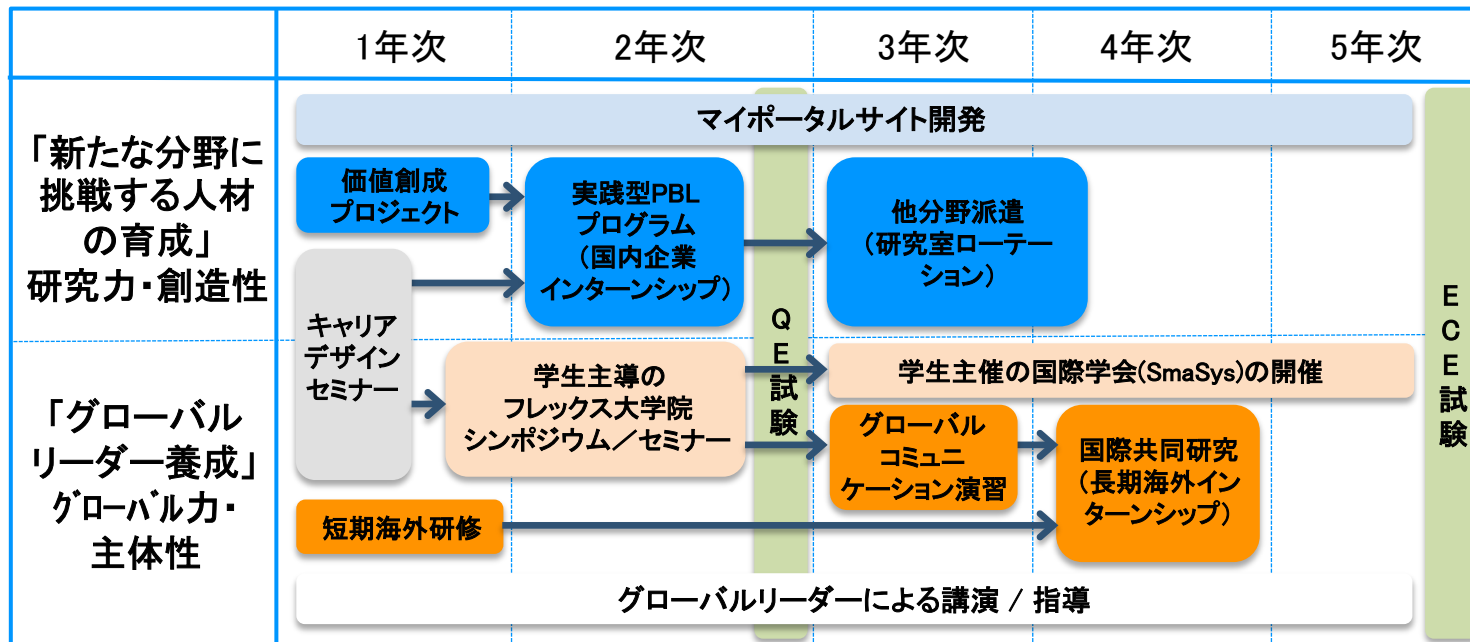 1年次
2年次
3年次
4年次
5年次
「新たな分野に
挑戦する人材
の育成」
研究力・創造性
マイポータルサイト開発
価値創成
プロジェクト
実践型PBL
プログラム
(国内企業
インターンシップ)
他分野派遣
(研究室ローテー
ション)
キャリア
デザイン
セミナー
QE試験
ECE試験
「グローバル
リーダー養成」
グローバル力・
主体性
学生主導の
フレックス大学院
シンポジウム／セミナー
学生主催の国際学会(SmaSys)の開催
グローバル
コミュニ
ケーション演習
国際共同研究
(長期海外イン
ターンシップ)
短期海外研修
グローバルリーダーによる講演 / 指導